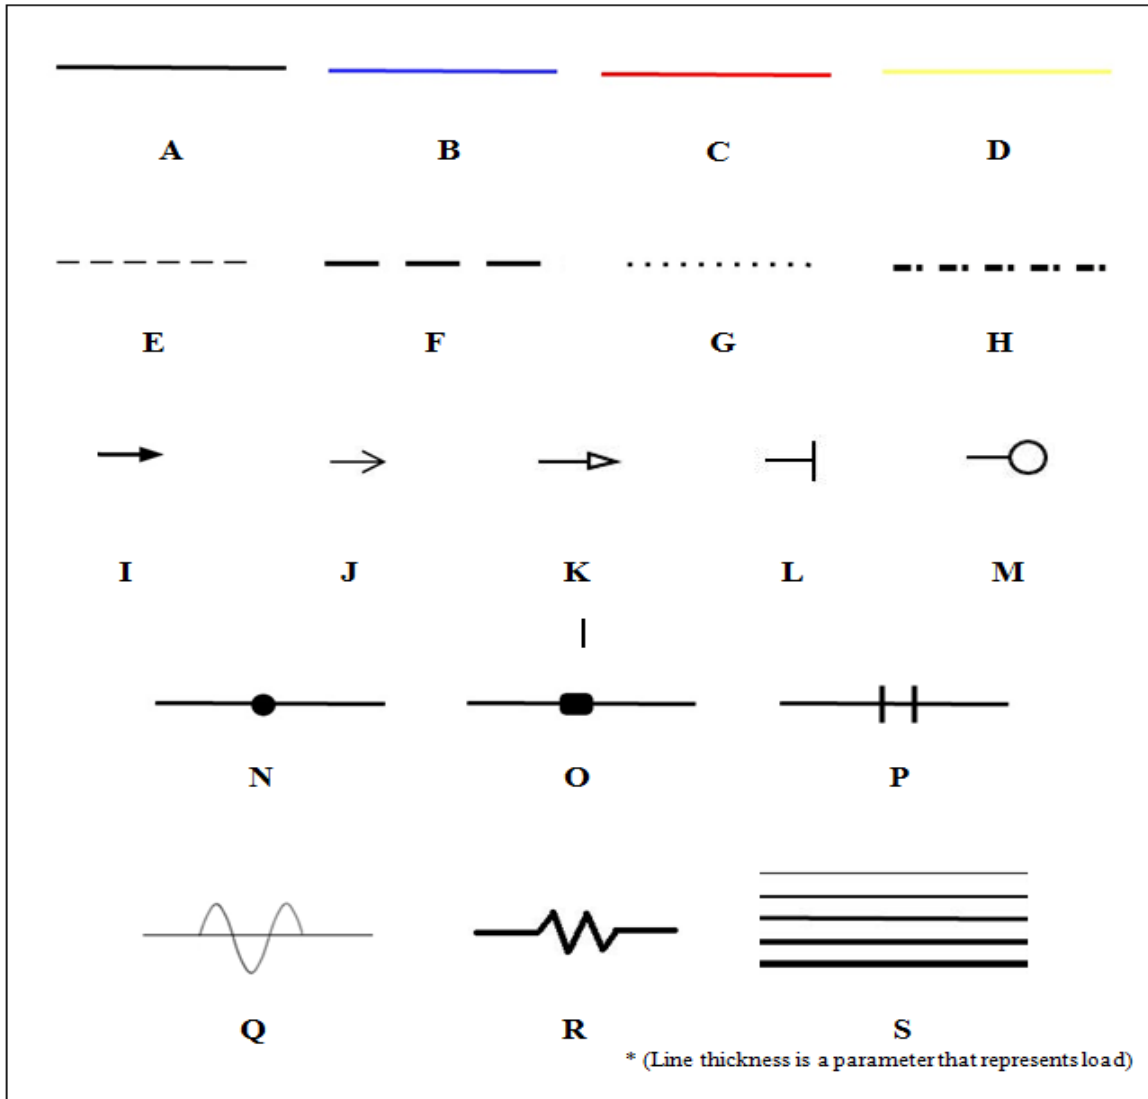 A B C D
E F G H
I J K L M
N O P
Q R S
* (Line thickness is a parameter that represents load)